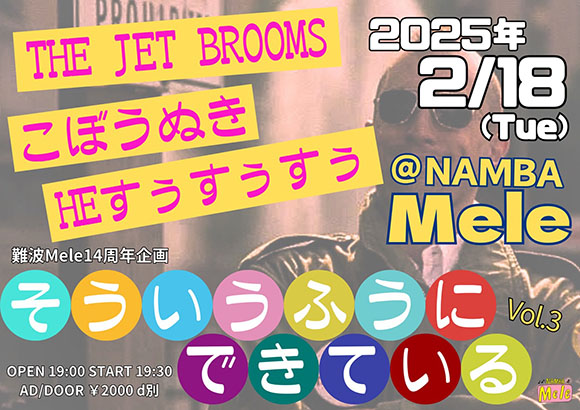 PROHIBITED
THE JET BROOMS
こぼうぬき
HEすぅすぅすぅ
2025年
2/18
(Tue)
@NAMBA
Mele
難波Mele14周年企画
そういうふうに
できている
Vol.3
OPEN 19:00 START 19:30
AD/DOOR ¥2000 d別
Namba
Mele